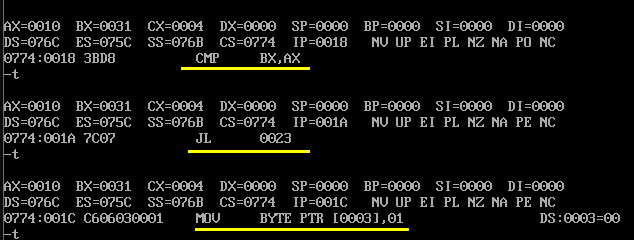 AX=0010 BX=0031 CX=0004 DX=0000 SP=0000 BP=0000 SI=0000 DI=0000
DS=076C ES=075C SS=076B CS=0774 IP=0018 NV UP EI PL NZ NA PO NC
0774:0018 3BD8 CMP BX,AX
-t
AX=0010 BX=0031 CX=0004 DX=0000 SP=0000 BP=0000 SI=0000 DI=0000
DS=076C ES=075C SS=076B CS=0774 IP=001A NV UP EI PL NZ NA PE NC
0774:001A 7C07 JL 0023
-t
AX=0010 BX=0031 CX=0004 DX=0000 SP=0000 BP=0000 SI=0000 DI=0000
DS=076C ES=075C SS=076B CS=0774 IP=001C NV UP EI PL NZ NA PE NC
0774:001C C606030001 MOV BYTE PTR [0003],01 DS:0003=00
-t